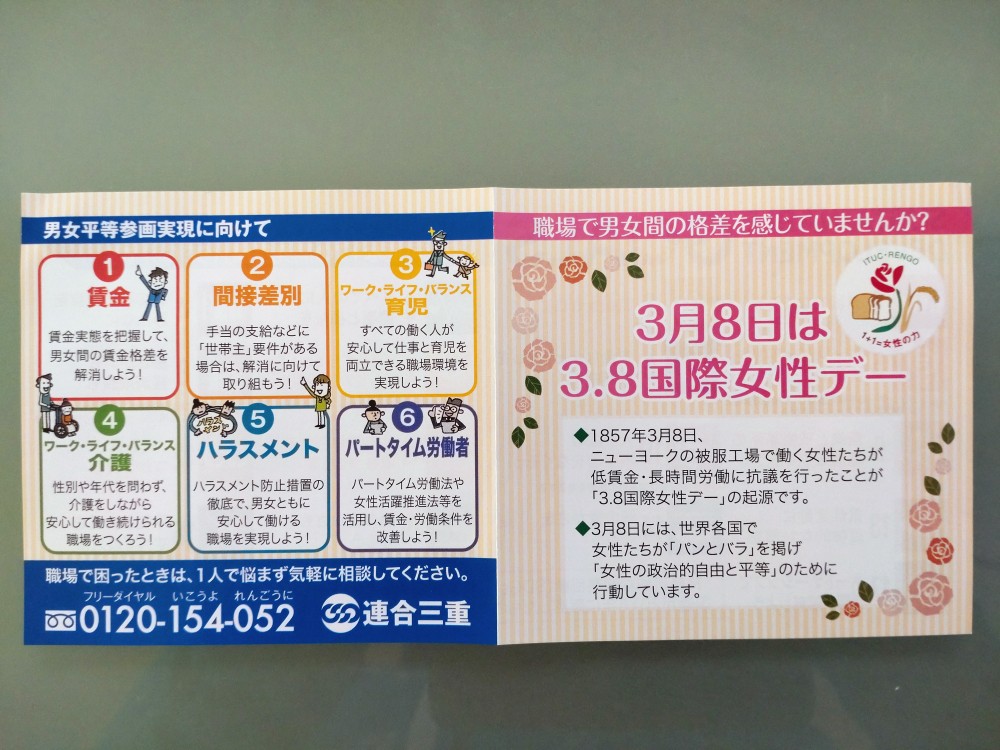 男女平等参画実現に向けて
1
賃金
賃金実態を把握して、
男女間の賃金格差を
解消しよう!
2
間接差別
手当の支給などに
「世帯主」要件がある
場合は、解消に向けて
取り組もう!
3
ワーク・ライフ・バランス
育児
すべての働く人が
安心して仕事と育児を
両立できる職場環境を
実現しよう!
4
ワーク・ライフ・バランス
介護
性別や年代を問わず、
介護をしながら
安心して働き続けられる
職場をつくろう!
ハラスメント
5
ハラスメント
ハラスメント防止措置の
徹底で、男女ともに
安心して働ける
職場を実現しよう!
6
パートタイム労働者
パートタイム労働法や
女性活躍推進法等を
活用し、賃金・労働条件を
改善しよう!
職場で困ったときは、1人で悩まず気軽に相談してください。
フリーダイヤル いこうよ れんごうに
0120-154-052
連合三重
職場で男女間の格差を感じていませんか?
ITUC・RENGO
1+1=女性の力
3月8日は
3.8国際女性デー
◆1857年3月8日、
ニューヨークの被服工場で働く女性たちが
低賃金・長時間労働に抗議を行ったことが
「3.8国際女性デー」の起源です。
◆3月8日には、世界各国で
女性たちが「パンとバラ」を掲げ
「女性の政治的自由と平等」のために
行動しています。